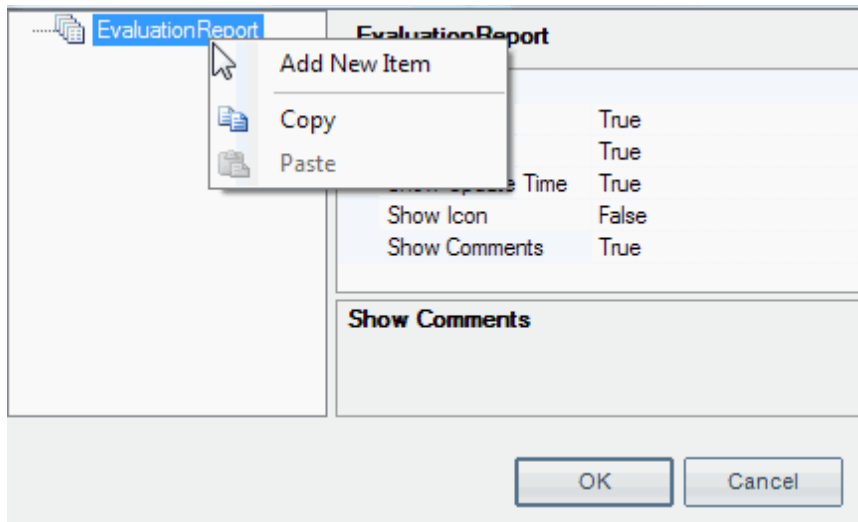 EvaluationReport
EvaluationReport
Add New Item
Copy
Paste
True
True
Time True
Show Icon False
Show Comments True
Show Comments
OK Cancel